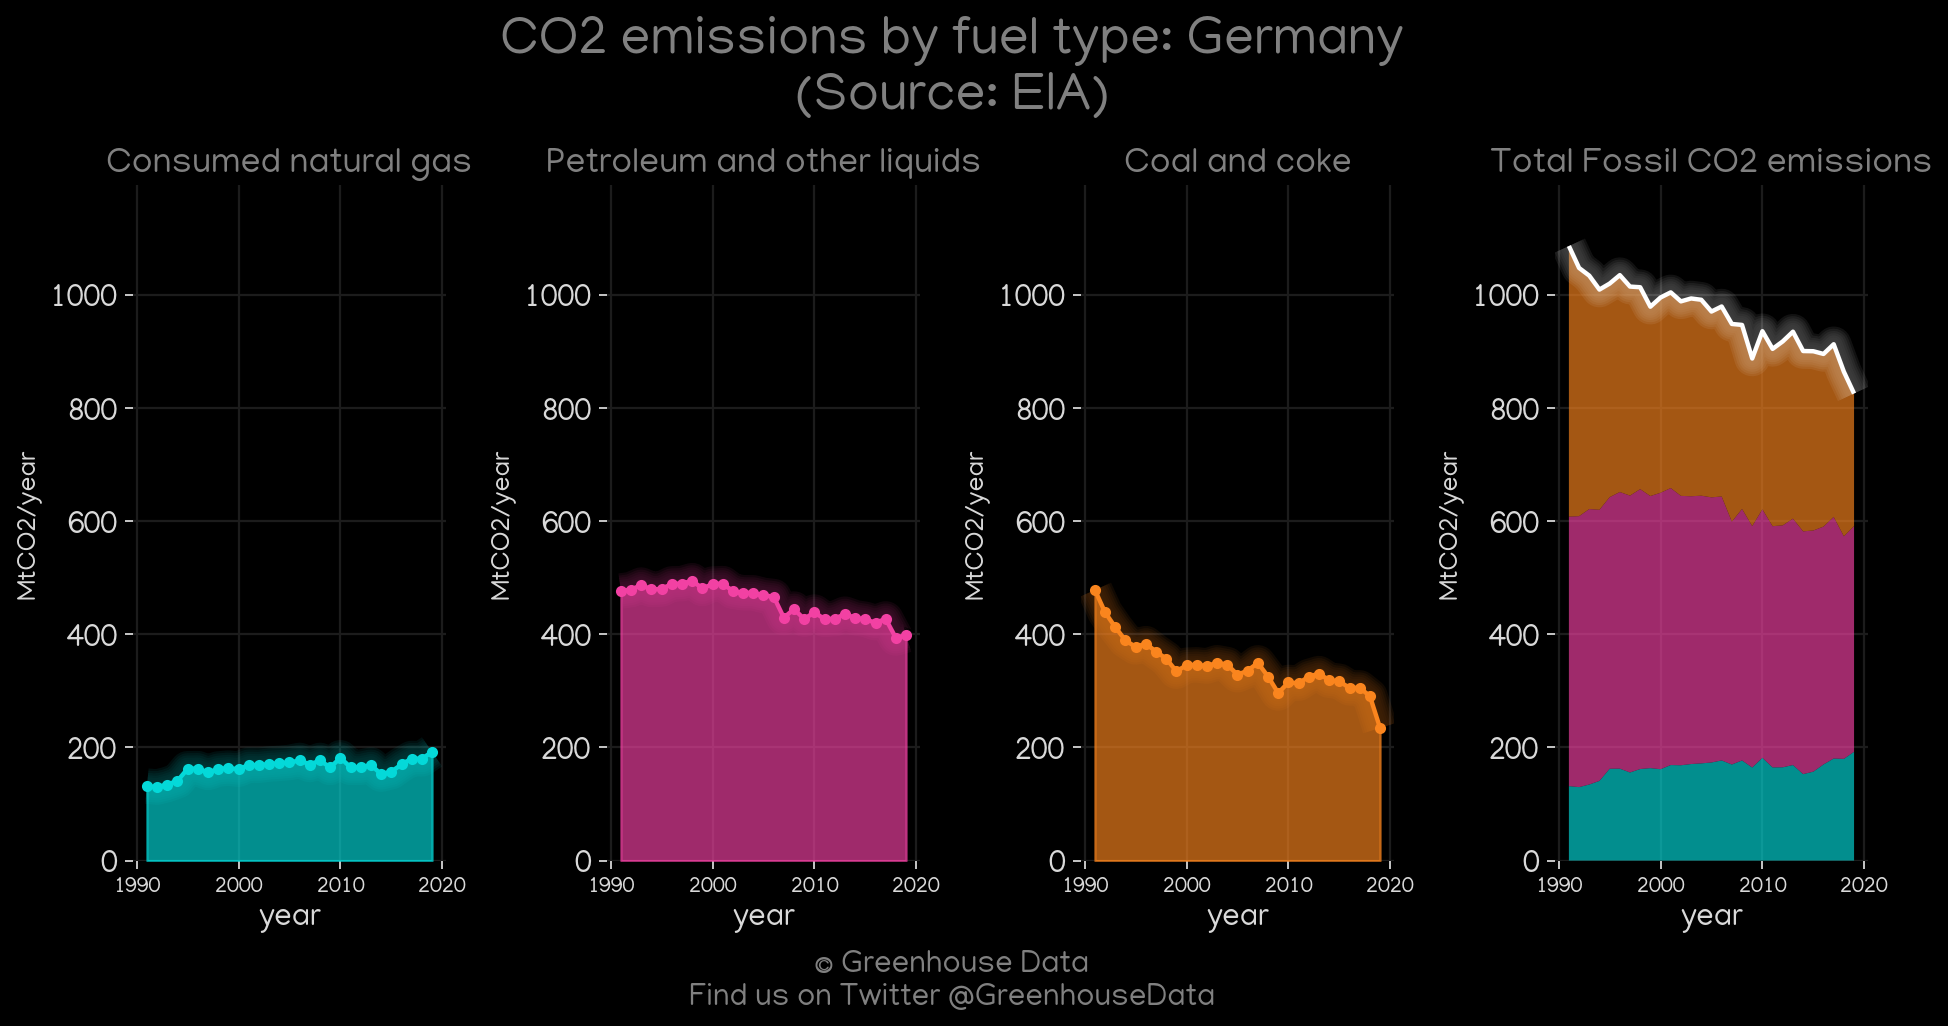 CO2 emissions by fuel type: Germany
(Source: EIA)
Consumed natural gas
Petroleum and other liquids
Coal and coke
Total Fossil CO2 emissions
MtCO2/year
1000
800
600
400
200
0
1990 2000 2010 2020
year
MtCO2/year
1000
800
600
400
200
0
1990 2000 2010 2020
year
MtCO2/year
1000
800
600
400
200
0
1990 2000 2010 2020
year
MtCO2/year
1000
800
600
400
200
0
1990 2000 2010 2020
year
© Greenhouse Data
Find us on Twitter @GreenhouseData